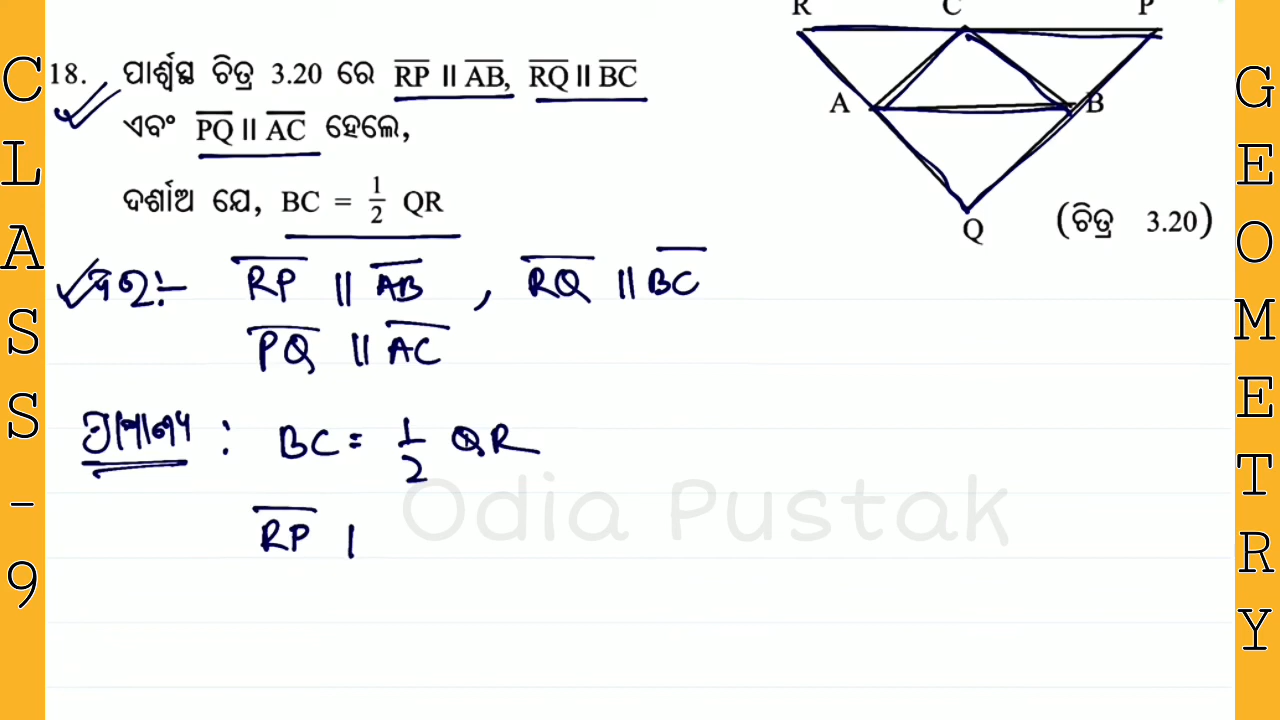 R C P
18. ପାର୍ଶ୍ୱସ୍ଥ ଚିତ୍ର 3.20 ରେ RP || AB, RQ || BC
A B
ଏବଂ PQ || AC ହେଲେ,
ଦର୍ଶାଅ ଯେ, BC = 1/2 QR
Q (ଚିତ୍ର 3.20)
ଦତ୍ତ :- RP || AB , RQ || BC
PQ || AC
ପ୍ରାମାଣ୍ୟ : BC = 1/2 QR
RP |
Odia Pustak
CLASS-9
GEOMETRY